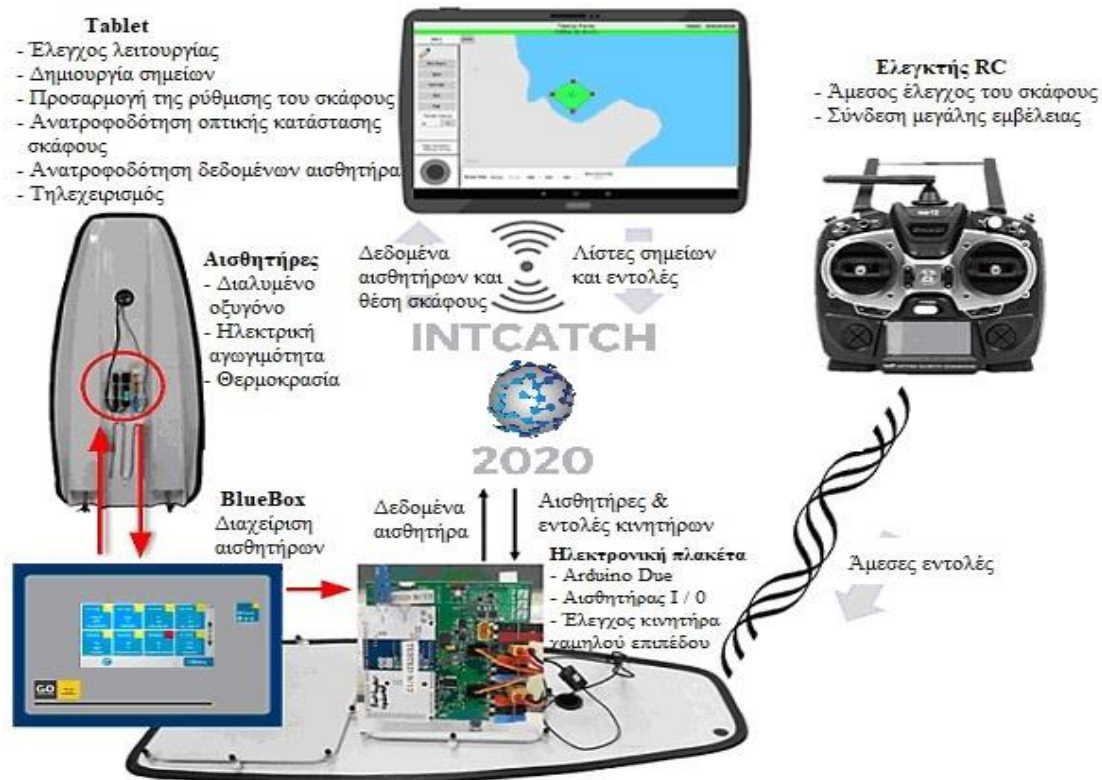 Tablet
- Έλεγχος λειτουργίας
- Δημιουργία σημείων
- Προσαρμογή της ρύθμισης του σκάφους
- Ανατροφοδότηση οπτικής κατάστασης
σκάφους
- Ανατροφοδότηση δεδομένων αισθητήρα
- Τηλεχειρισμός
Ελεγκτής RC
- Άμεσος έλεγχος του σκάφους
- Σύνδεση μεγάλης εμβέλειας
Αισθητήρες
- Διαλυμένο
οξυγόνο
- Ηλεκτρική
αγωγιμότητα
- Θερμοκρασία
Δεδομένα
αισθητήρων και
θέση σκάφους
Λίστες σημείων
και εντολές
INTCATCH
2020
BlueBox
Διαχείριση
αισθητήρων
Δεδομένα
αισθητήρα
Αισθητήρες &
εντολές κινητήρων
Ηλεκτρονική πλακέτα
- Arduino Due
- Αισθητήρας I / 0
- Έλεγχος κινητήρα
χαμηλού επιπέδου
Άμεσες εντολές
GO